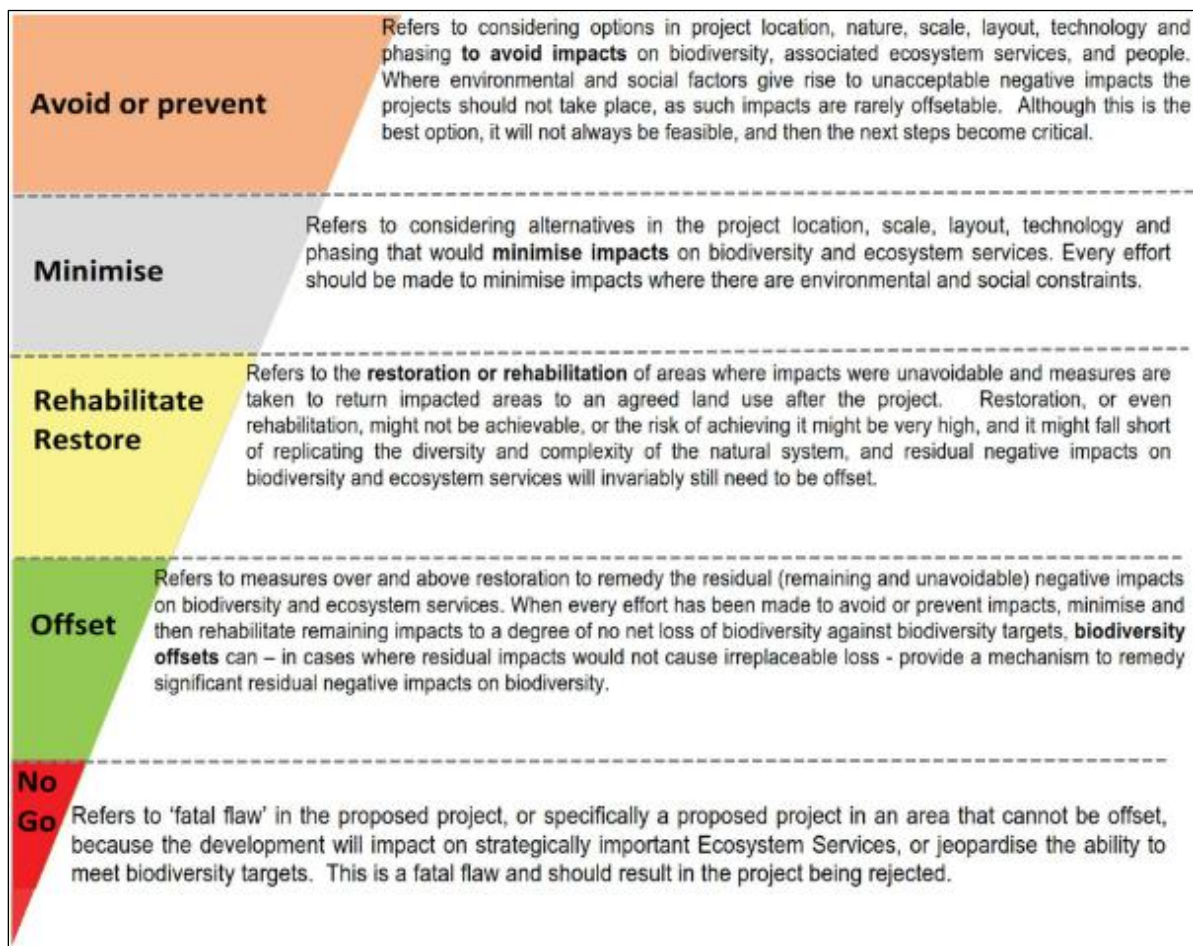 Avoid or prevent
Refers to considering options in project location, nature, scale, layout, technology and
phasing to avoid impacts on biodiversity, associated ecosystem services, and people.
Where environmental and social factors give rise to unacceptable negative impacts the
projects should not take place, as such impacts are rarely offsetable. Although this is the
best option, it will not always be feasible, and then the next steps become critical.
Minimise
Refers to considering alternatives in the project location, scale, layout, technology and
phasing that would minimise impacts on biodiversity and ecosystem services. Every effort
should be made to minimise impacts where there are environmental and social constraints.
Rehabilitate
Restore
Refers to the restoration or rehabilitation of areas where impacts were unavoidable and measures are
taken to return impacted areas to an agreed land use after the project. Restoration, or even
rehabilitation, might not be achievable, or the risk of achieving it might be very high, and it might fall short
of replicating the diversity and complexity of the natural system, and residual negative impacts on
biodiversity and ecosystem services will invariably still need to be offset.
Offset
Refers to measures over and above restoration to remedy the residual (remaining and unavoidable) negative impacts
on biodiversity and ecosystem services. When every effort has been made to avoid or prevent impacts, minimise and
then rehabilitate remaining impacts to a degree of no net loss of biodiversity against biodiversity targets, biodiversity
offsets can – in cases where residual impacts would not cause irreplaceable loss - provide a mechanism to remedy
significant residual negative impacts on biodiversity.
No
Go
Refers to ‘fatal flaw’ in the proposed project, or specifically a proposed project in an area that cannot be offset,
because the development will impact on strategically important Ecosystem Services, or jeopardise the ability to
meet biodiversity targets. This is a fatal flaw and should result in the project being rejected.